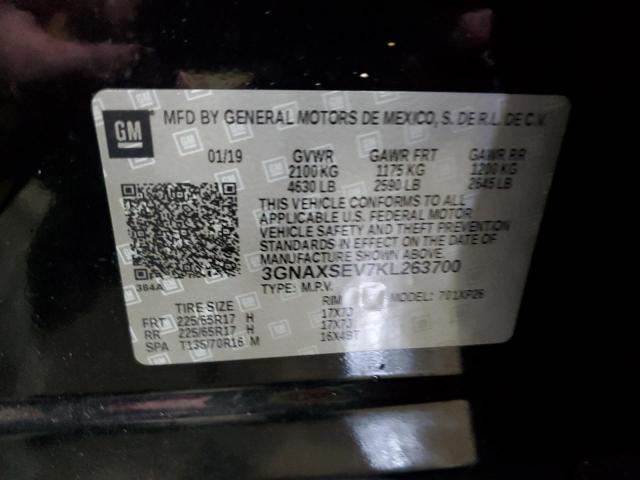 GM MFD BY GENERAL MOTORS DE MEXICO, S. DE R.L. DE C.V.
01/19 GVWR GAWR FRT GAWR RR
2100 KG 1175 KG 1200 KG
4630 LB 2590 LB 2645 LB
THIS VEHICLE CONFORMS TO ALL
APPLICABLE U.S. FEDERAL MOTOR
VEHICLE SAFETY AND THEFT PREVENTION
STANDARDS IN EFFECT ON THE DATE OF
MANUFACTURE SHOWN ABOVE.
3GNAXSEV7KL263700
384A
TYPE: M.P.V. MODEL: 701XP26
TIRE SIZE RIM
FRT 225/65R17 H 17X7J
RR 225/65R17 H 17X7J
SPA T135/70R16 M 16X4BT